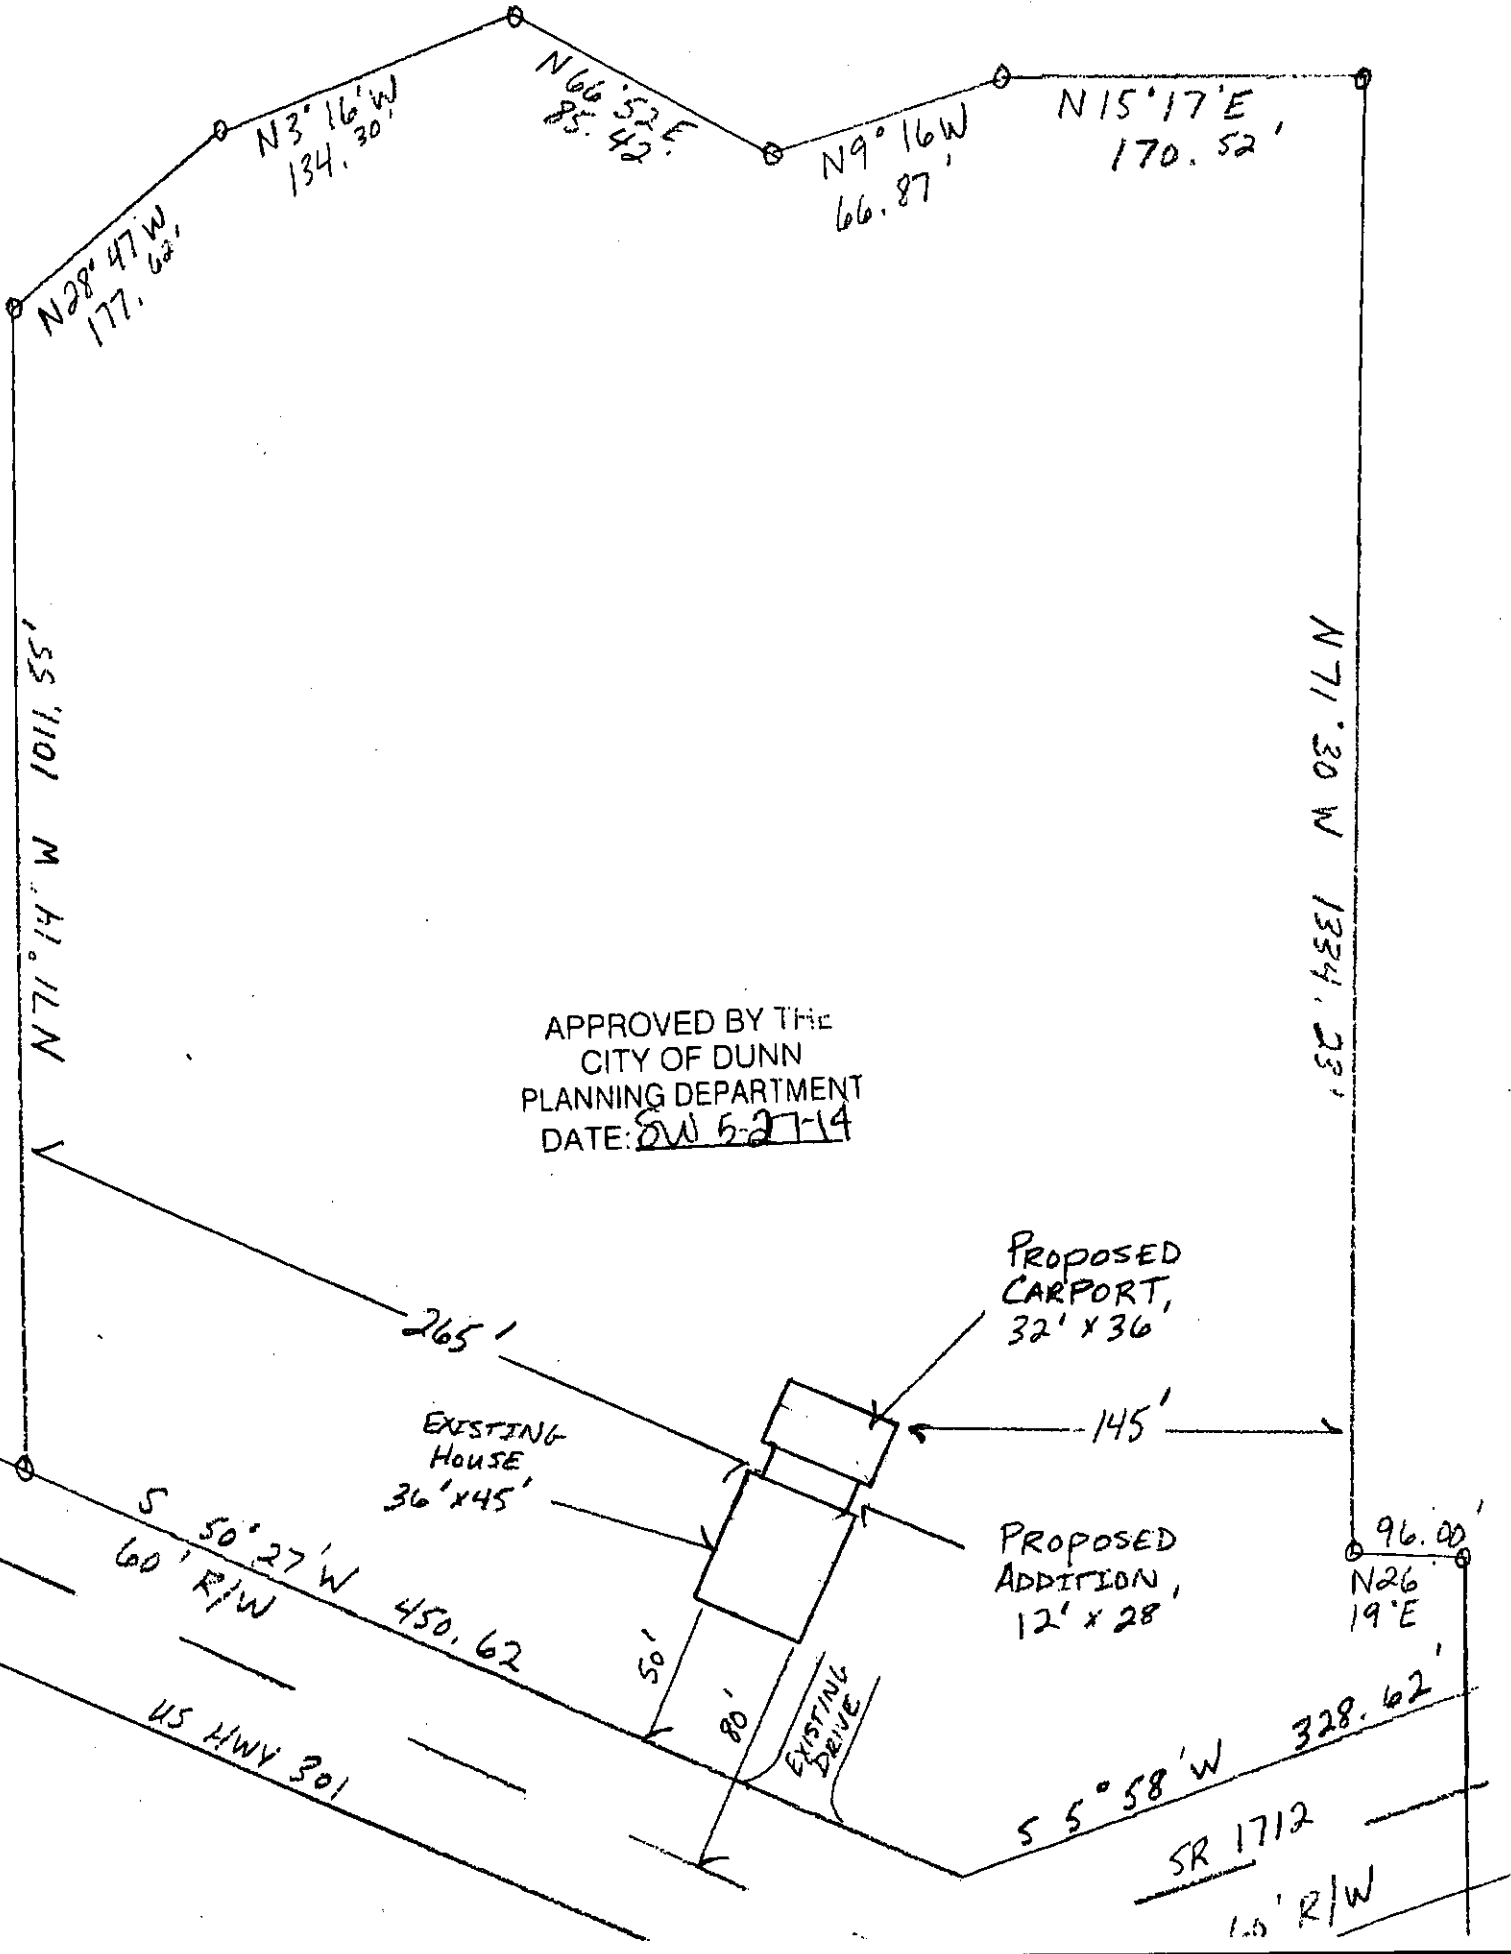 N3°16'W
134.30'
N66°52'E
85.42'
N9°16'W
66.87'
N15°17'E
170.52'
N28°47'W
177.62'
N71°14'W 1011.55'
N71°30'W 1334.23'
APPROVED BY THE
CITY OF DUNN
PLANNING DEPARTMENT
DATE: SW 5-27-14
PROPOSED
CARPORT,
32' x 36'
265'
145'
EXISTING
HOUSE
36' x 45'
PROPOSED
ADDITION,
12' x 28'
96.00'
N26°
19'E
S 50°27'W 450.62
60' R/W
50'
80'
EXISTING
DRIVE
US HWY 301
S 5°58'W 328.62'
SR 1712
60' R/W